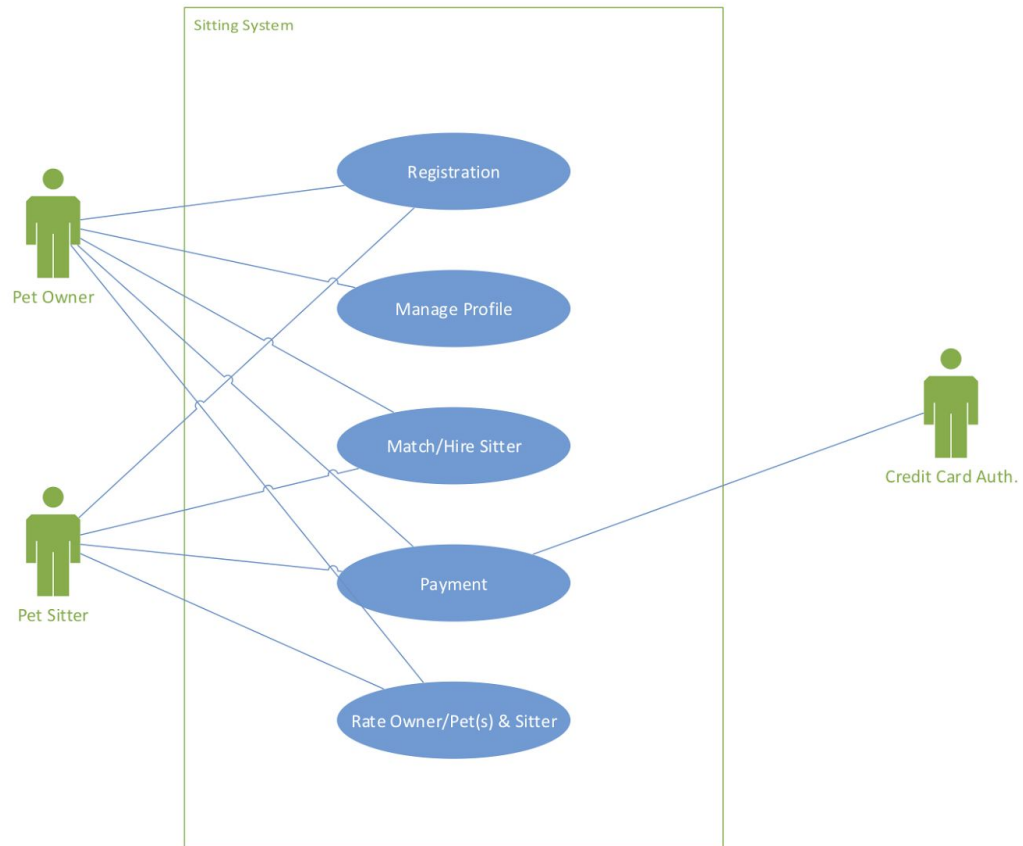 Sitting System
Registration
Pet Owner
Manage Profile
Match/Hire Sitter
Credit Card Auth.
Payment
Pet Sitter
Rate Owner/Pet(s) & Sitter